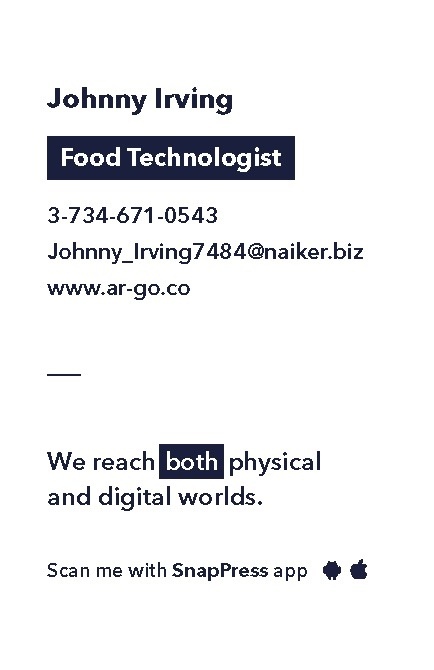 Johnny Irving
Food Technologist
3-734-671-0543
Johnny_Irving7484@naiker.biz
www.ar-go.co
We reach both physical
and digital worlds.
Scan me with SnapPress app